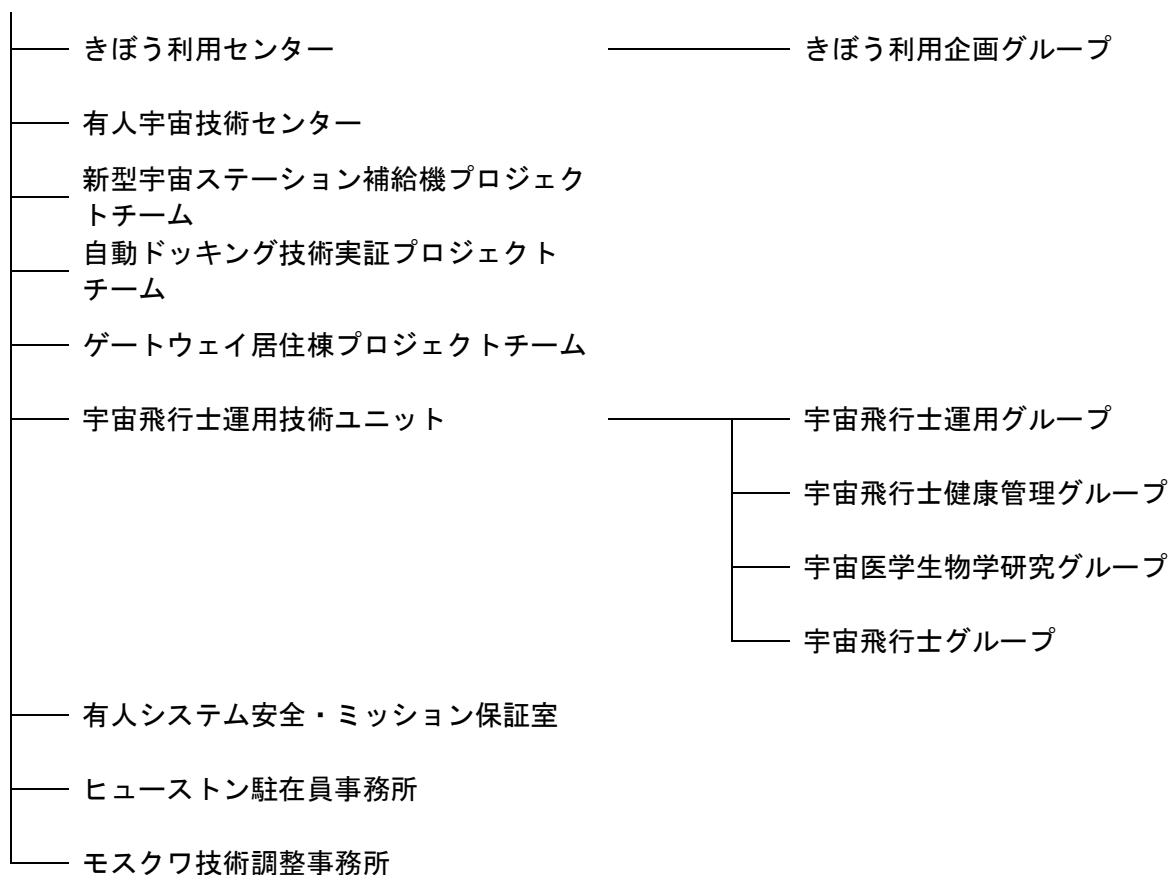 きぼう利用センター
きぼう利用企画グループ
有人宇宙技術センター
新型宇宙ステーション補給機プロジェク
トチーム
自動ドッキング技術実証プロジェクト
チーム
ゲートウェイ居住棟プロジェクトチーム
宇宙飛行士運用技術ユニット
宇宙飛行士運用グループ
宇宙飛行士健康管理グループ
宇宙医学生物学研究グループ
宇宙飛行士グループ
有人システム安全・ミッション保証室
ヒューストン駐在員事務所
モスクワ技術調整事務所